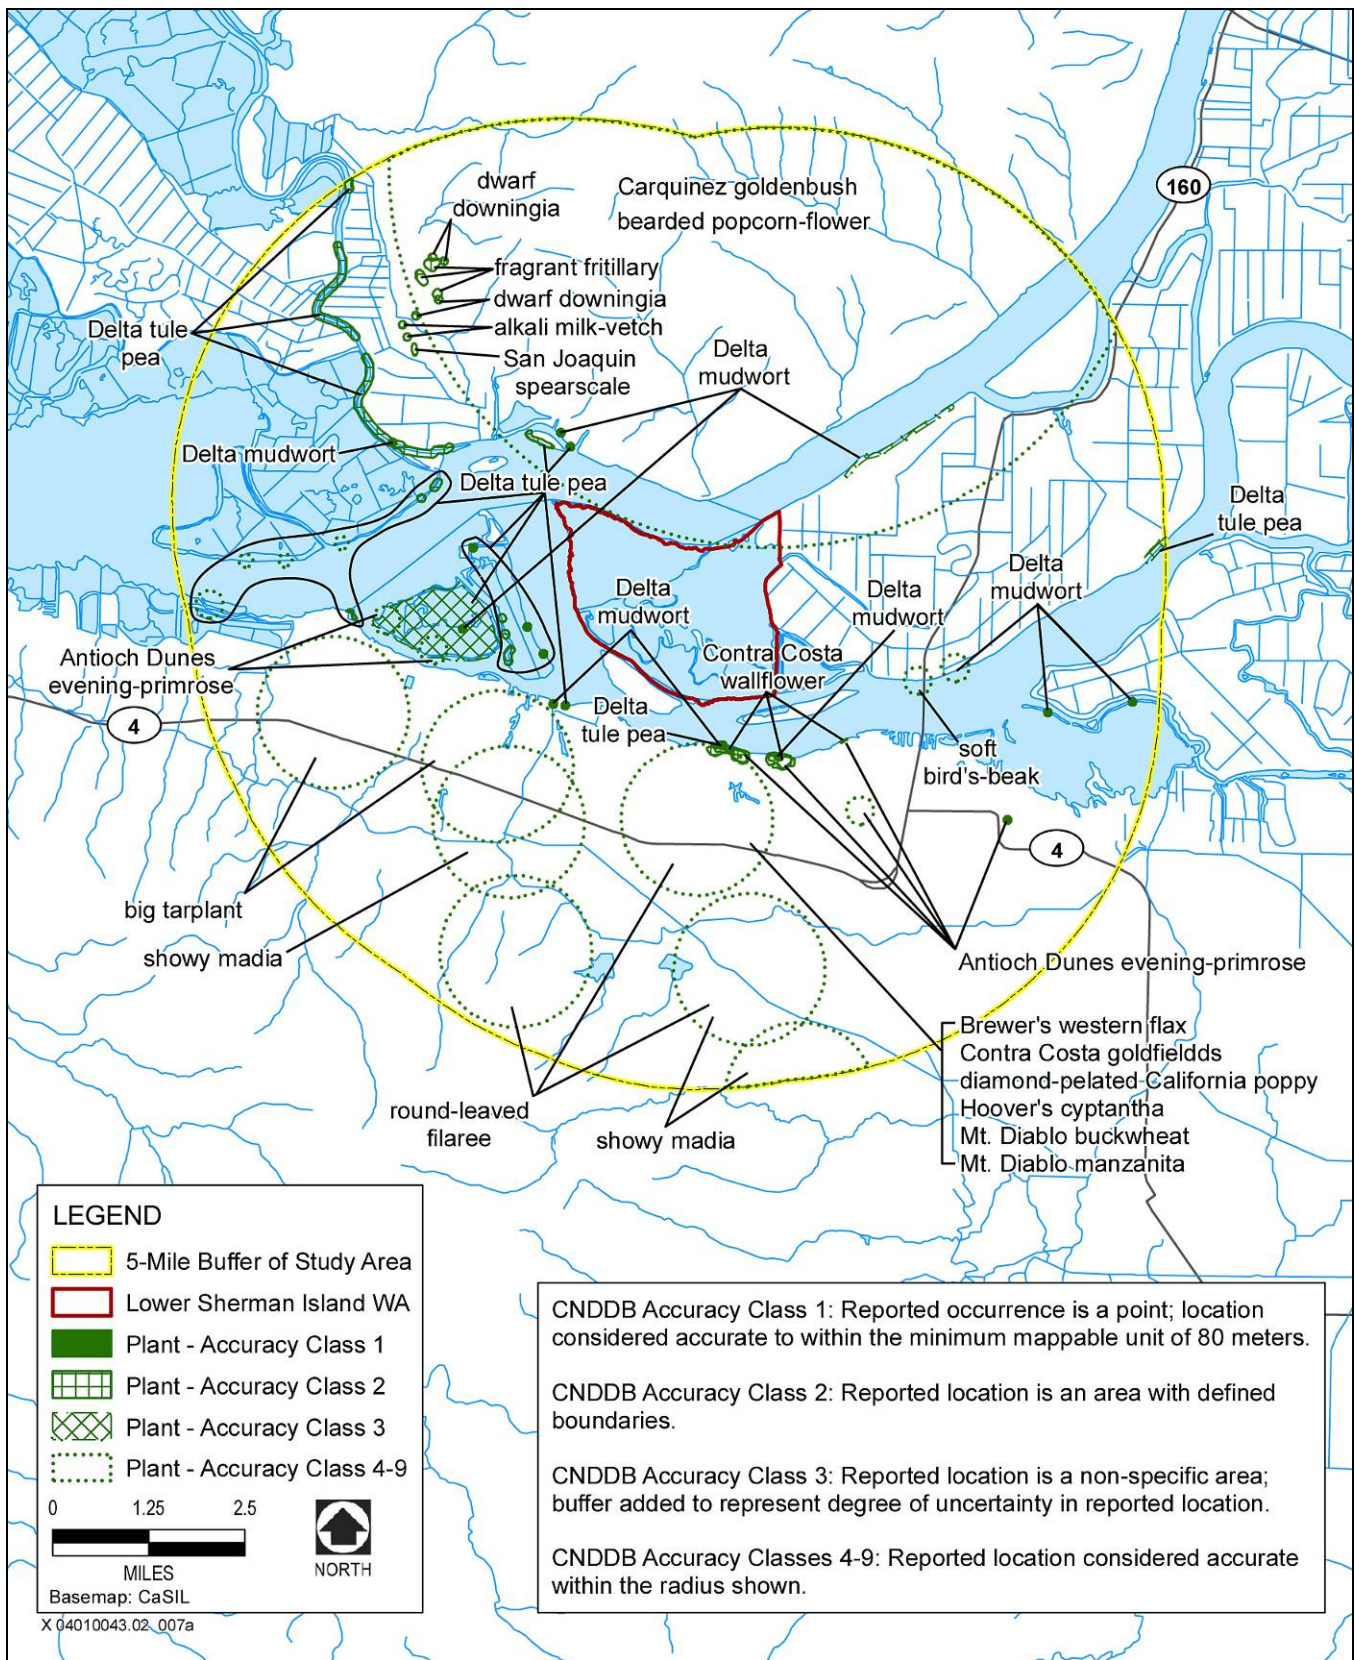 dwarf
downingia
Carquinez goldenbush
bearded popcorn-flower
160
fragrant fritillary
dwarf downingia
alkali milk-vetch
San Joaquin
spearscale
Delta tule
pea
Delta
mudwort
Delta mudwort
Delta tule pea
Delta
tule pea
Delta
mudwort
Delta
mudwort
Delta
mudwort
Contra Costa
wallflower
Antioch Dunes
evening-primrose
4
Delta
tule pea
soft
bird's-beak
4
big tarplant
showy madia
Antioch Dunes evening-primrose
Brewer's western flax
Contra Costa goldfieldds
diamond-pelated California poppy
Hoover's cyptantha
Mt. Diablo buckwheat
Mt. Diablo manzanita
round-leaved
filaree
showy madia
LEGEND
5-Mile Buffer of Study Area
Lower Sherman Island WA
Plant - Accuracy Class 1
Plant - Accuracy Class 2
Plant - Accuracy Class 3
Plant - Accuracy Class 4-9
0 1.25 2.5
MILES
NORTH
Basemap: CaSIL
X 04010043.02 007a
CNDDB Accuracy Class 1: Reported occurrence is a point; location
considered accurate to within the minimum mappable unit of 80 meters.
CNDDB Accuracy Class 2: Reported location is an area with defined
boundaries.
CNDDB Accuracy Class 3: Reported location is a non-specific area;
buffer added to represent degree of uncertainty in reported location.
CNDDB Accuracy Classes 4-9: Reported location considered accurate
within the radius shown.